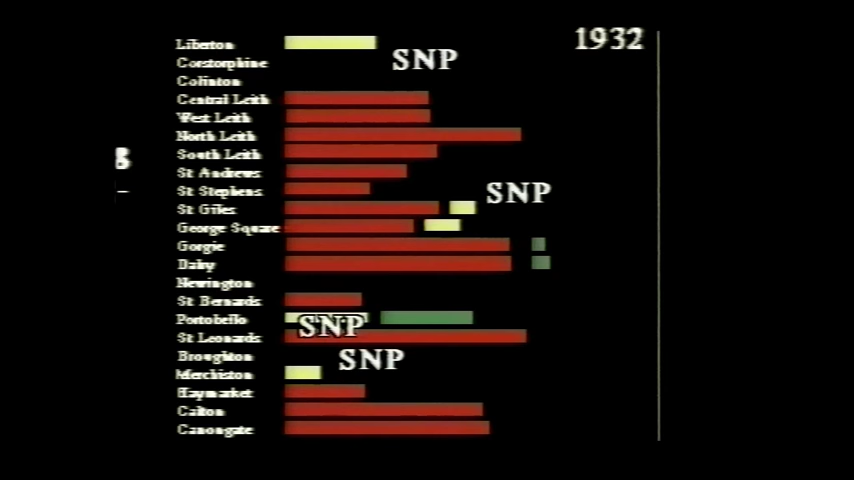 1932
Liberton
SNP
Corstorphine
Colinton
Central Leith
West Leith
North Leith
South Leith
St Andrews
St Stephens
SNP
St Giles
George Square
Gorgie
Dalry
Newington
St Bernards
Portobello
SNP
St Leonards
Broughton
SNP
Merchiston
Haymarket
Calton
Canongate